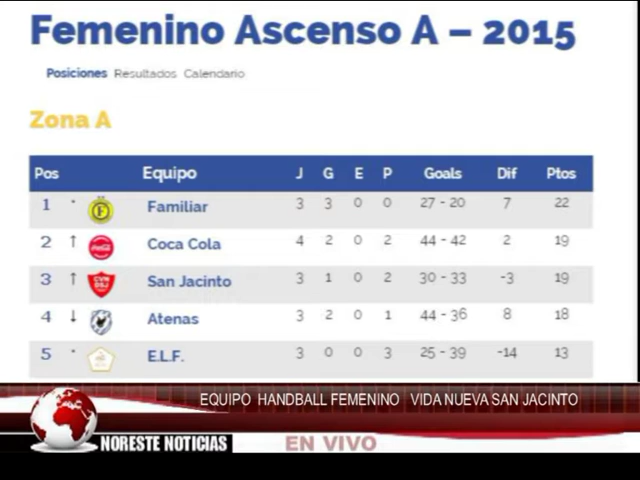 Femenino Ascenso A – 2015
Posiciones Resultados Calendario
Zona A
Pos Equipo J G E P Goals Dif Ptos
1 Familiar 3 3 0 0 27 - 20 7 22
2 ↑ Coca Cola 4 2 0 2 44 - 42 2 19
3 ↑ San Jacinto 3 1 0 2 30 - 33 -3 19
4 ↓ Atenas 3 2 0 1 44 - 36 8 18
5 E.L.F. 3 0 0 3 25 - 39 -14 13
EQUIPO HANDBALL FEMENINO VIDA NUEVA SAN JACINTO
NORESTE NOTICIAS EN VIVO